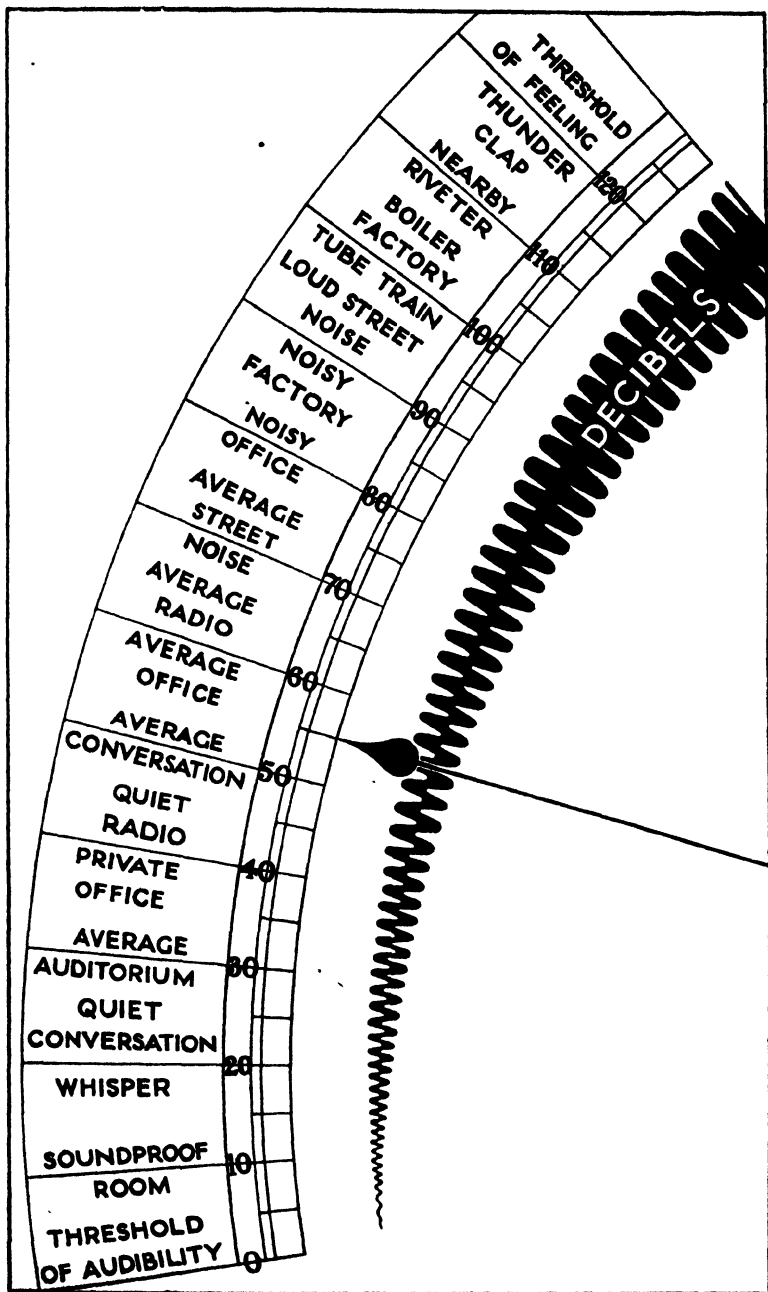 THRESHOLD
OF FEELING
120
THUNDER
CLAP
NEARBY
110
RIVETER
BOILER
FACTORY
100
TUBE TRAIN
LOUD STREET
NOISE
90
NOISY
FACTORY
NOISY
80
OFFICE
AVERAGE
STREET
70
NOISE
AVERAGE
RADIO
60
AVERAGE
OFFICE
AVERAGE
50
CONVERSATION
QUIET
RADIO
40
PRIVATE
OFFICE
AVERAGE
30
AUDITORIUM
QUIET
CONVERSATION
20
WHISPER
SOUNDPROOF
10
ROOM
THRESHOLD
OF AUDIBILITY
0
DECIBELS